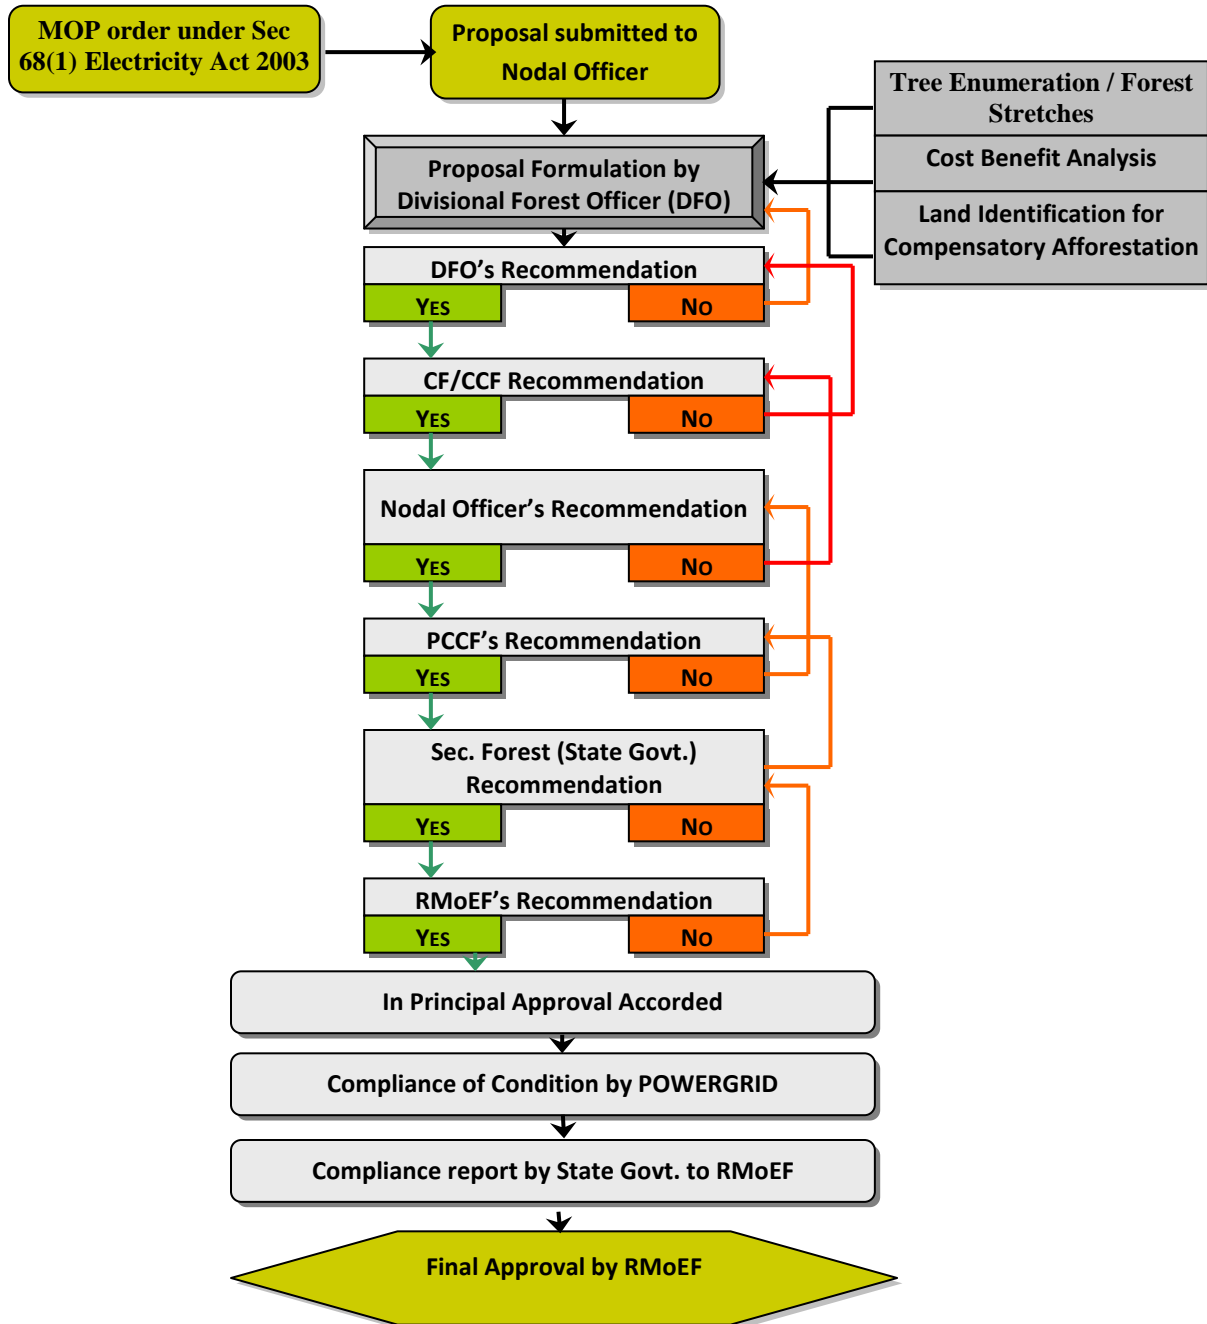 MOP order under Sec
68(1) Electricity Act 2003
Proposal submitted to
Nodal Officer
Tree Enumeration / Forest
Stretches
Cost Benefit Analysis
Land Identification for
Compensatory Afforestation
Proposal Formulation by
Divisional Forest Officer (DFO)
DFO’s Recommendation
YES NO
CF/CCF Recommendation
YES NO
Nodal Officer’s Recommendation
YES NO
PCCF’s Recommendation
YES NO
Sec. Forest (State Govt.)
Recommendation
YES NO
RMoEF’s Recommendation
YES NO
In Principal Approval Accorded
Compliance of Condition by POWERGRID
Compliance report by State Govt. to RMoEF
Final Approval by RMoEF